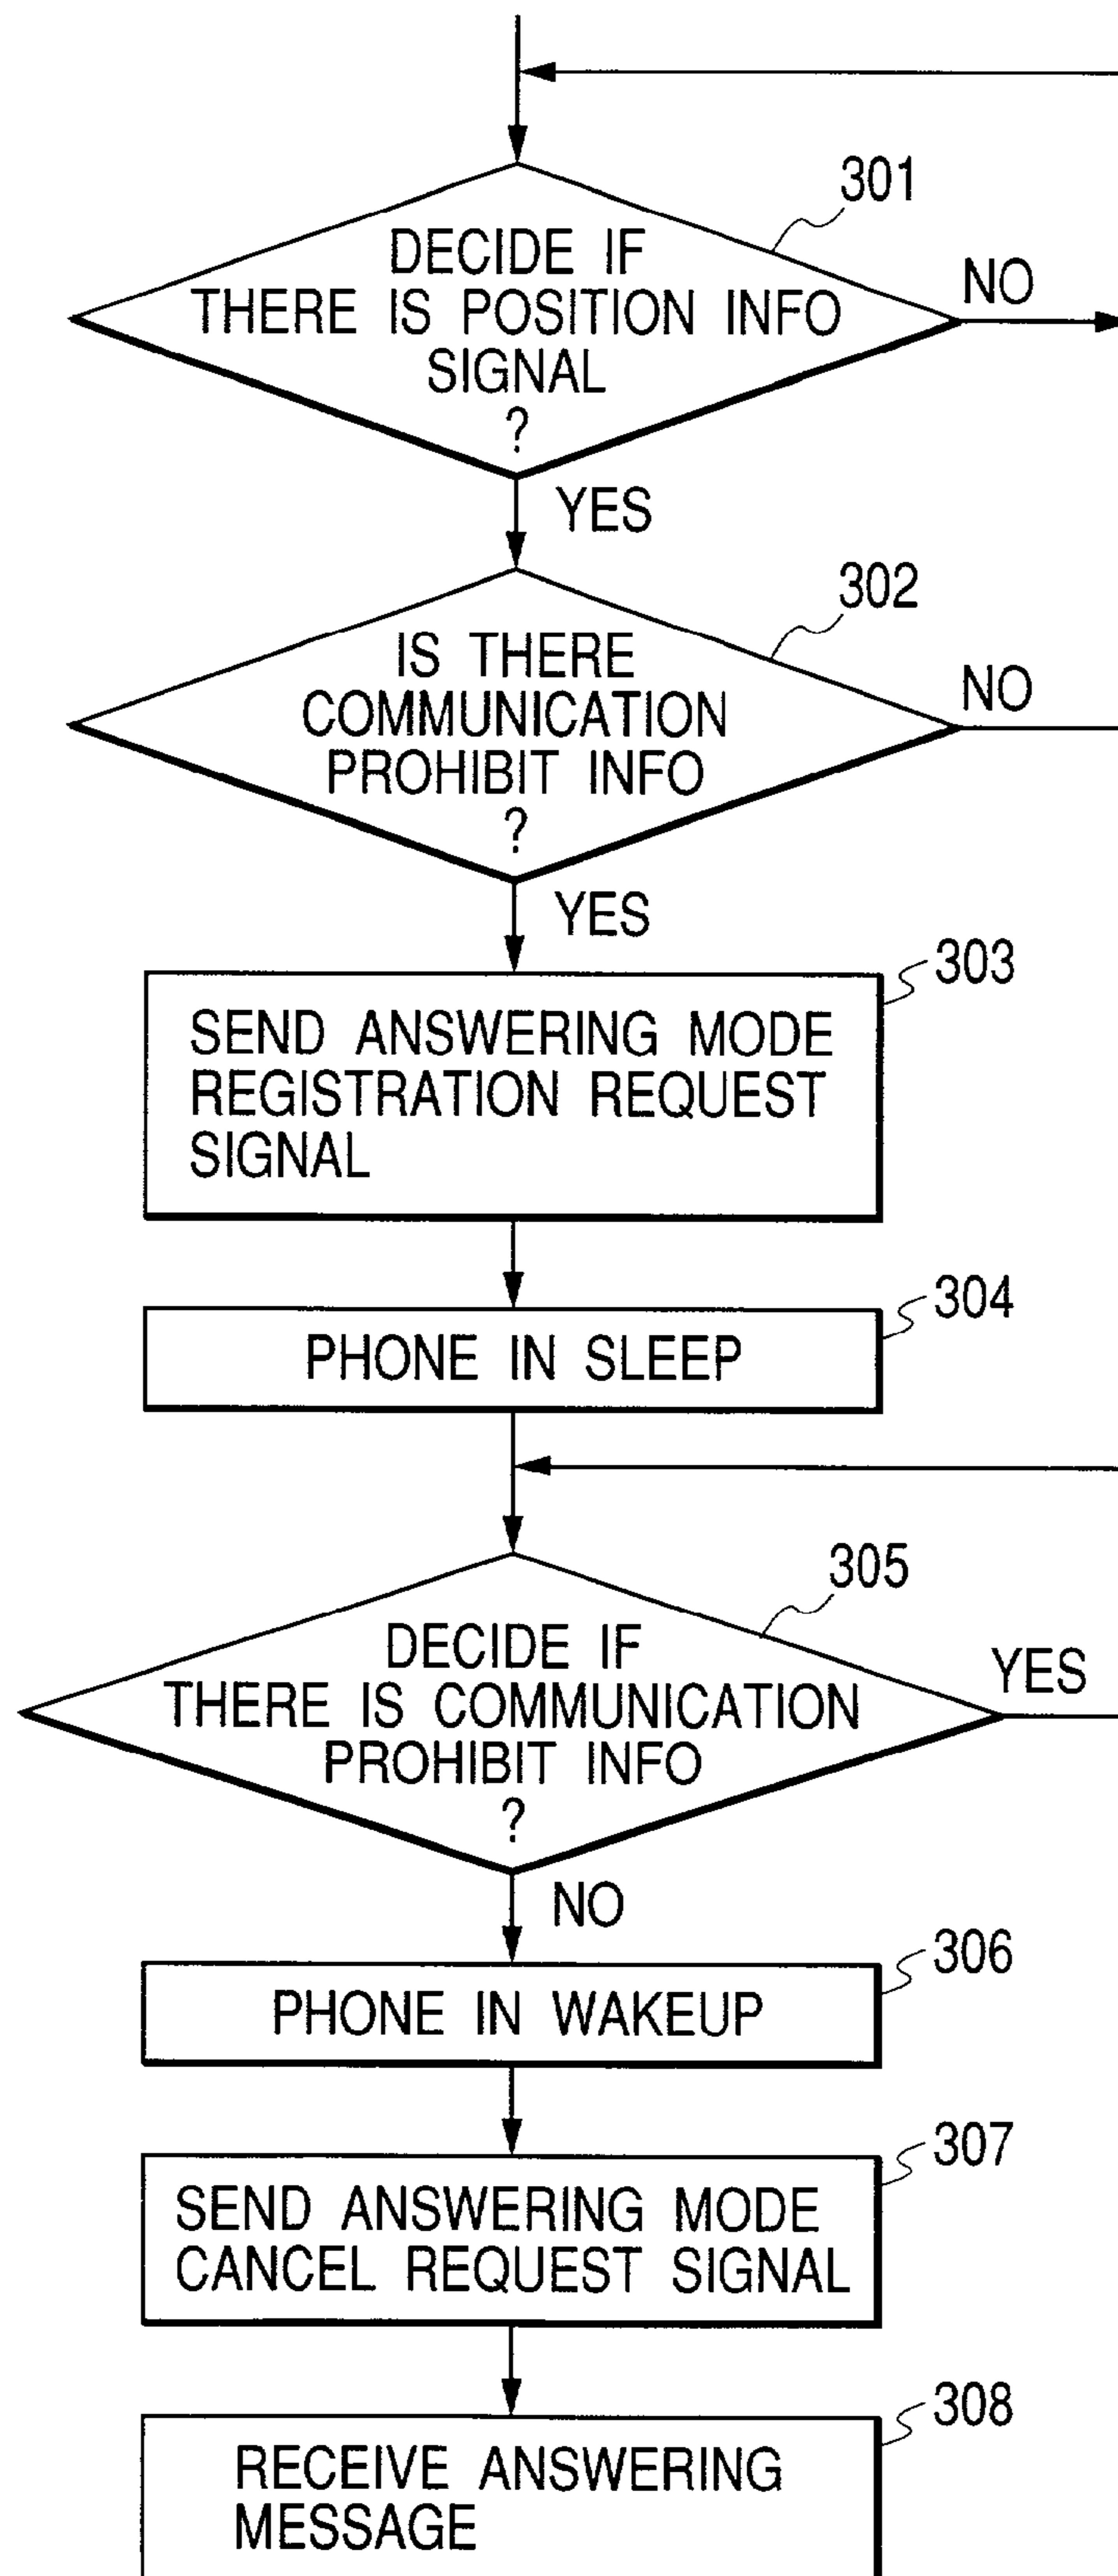 301
DECIDE IF
THERE IS POSITION INFO
SIGNAL
?
NO
YES
302
IS THERE
COMMUNICATION
PROHIBIT INFO
?
NO
YES
303
SEND ANSWERING MODE
REGISTRATION REQUEST
SIGNAL
304
PHONE IN SLEEP
305
DECIDE IF
THERE IS COMMUNICATION
PROHIBIT INFO
?
YES
NO
306
PHONE IN WAKEUP
307
SEND ANSWERING MODE
CANCEL REQUEST SIGNAL
308
RECEIVE ANSWERING
MESSAGE